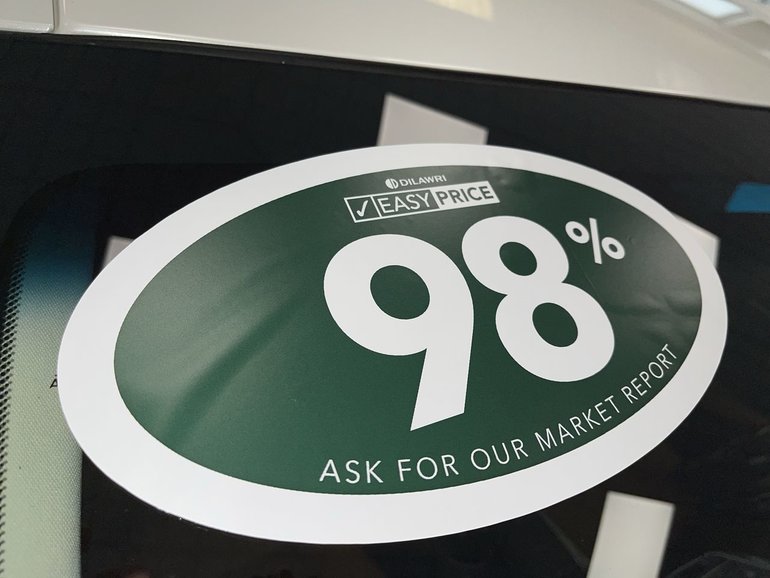 DILAWRI
EASY PRICE
98%
ASK FOR OUR MARKET REPORT